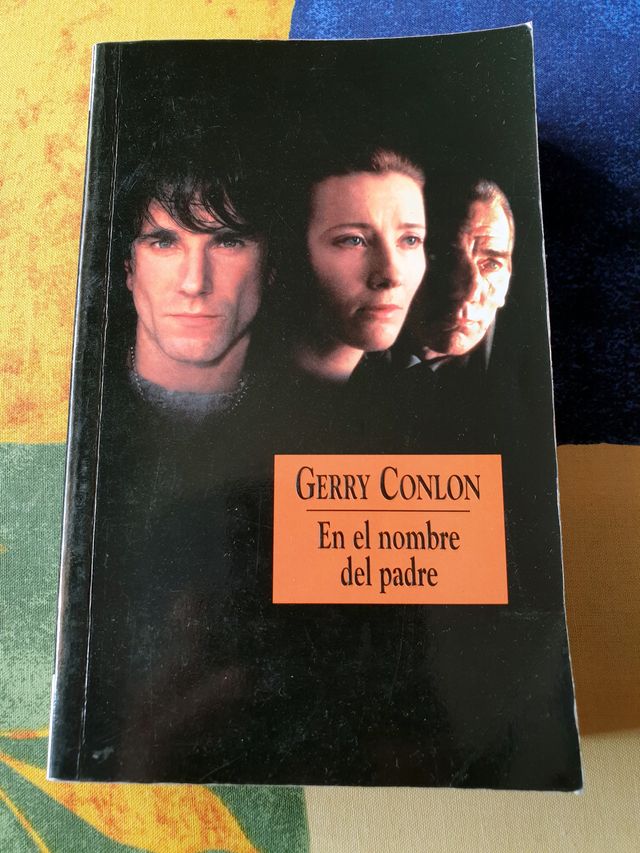 GERRY CONLON
En el nombre
del padre